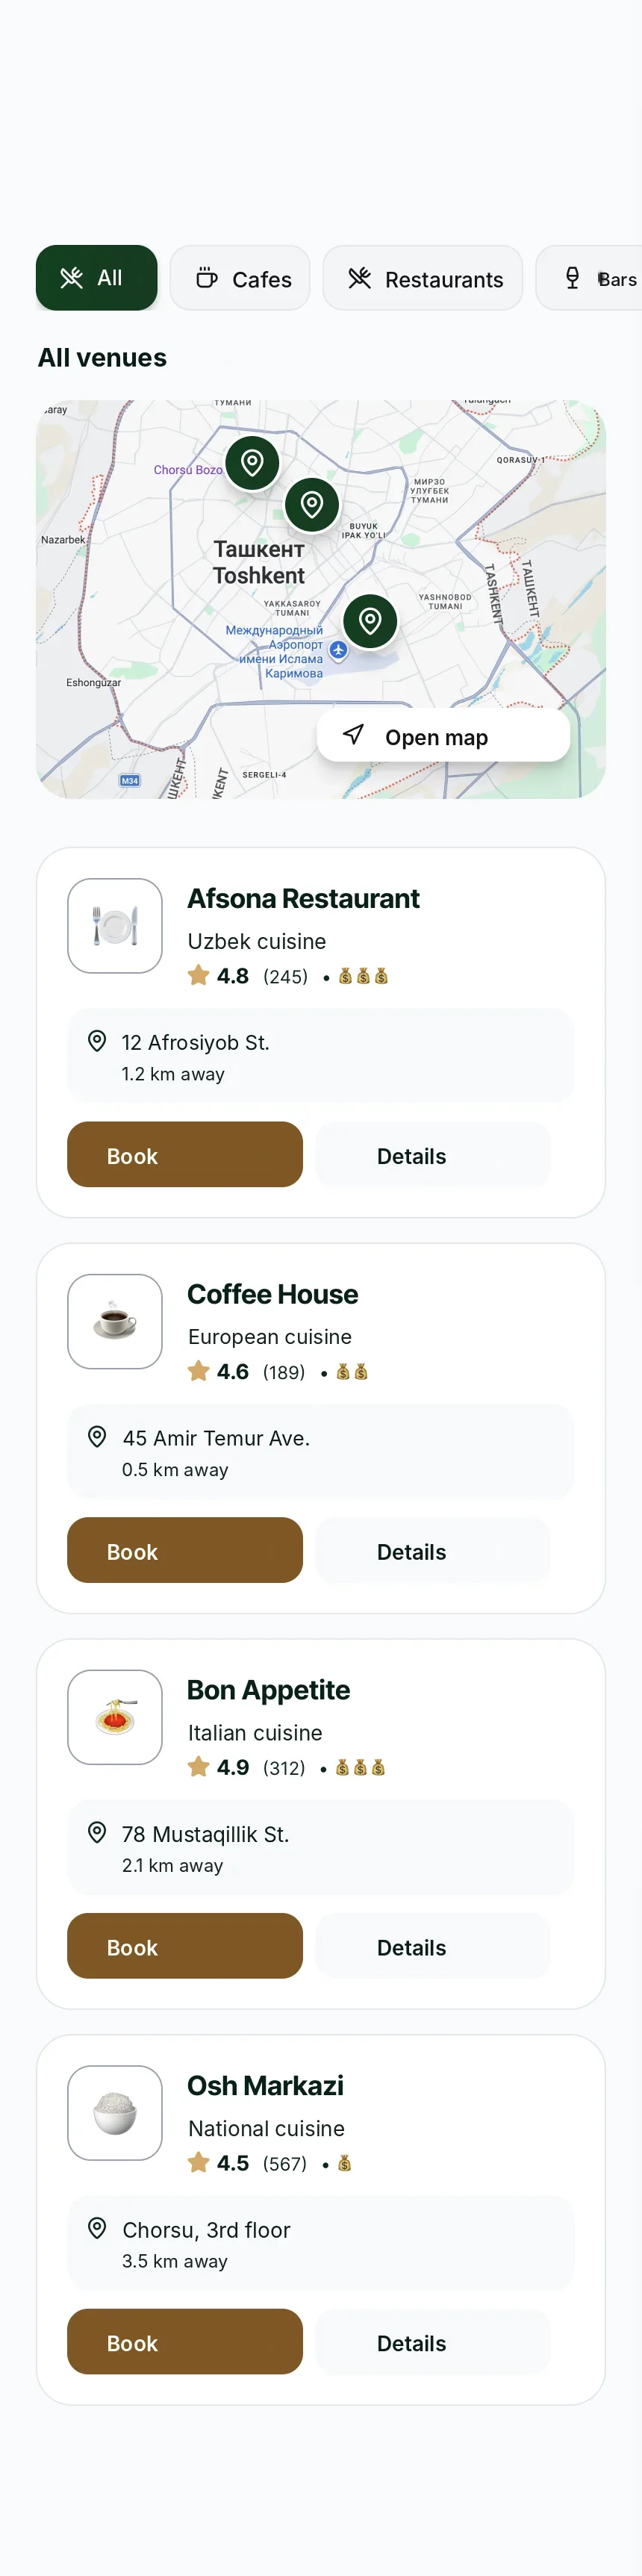 All
Cafes
Restaurants
Bars
All venues
ТУМАНИ
QORASUV-1
Chorsu Bozo
МИРЗО
УЛУҒБЕК
ТУМАНИ
BUYUK
IPAK YO'LI
Nazarbek
Ташкент
Toshkent
YAKKASAROY
TUMANI
YASHNOBOD
TUMANI
TASHKENT
ТАШКЕНТ
Международный
Аэропорт
имени Ислама
Каримова
Eshonguzar
Open map
M34
SERGELI-4
Afsona Restaurant
Uzbek cuisine
4.8 (245) •
12 Afrosiyob St.
1.2 km away
Book
Details
Coffee House
European cuisine
4.6 (189) •
45 Amir Temur Ave.
0.5 km away
Book
Details
Bon Appetite
Italian cuisine
4.9 (312) •
78 Mustaqillik St.
2.1 km away
Book
Details
Osh Markazi
National cuisine
4.5 (567) •
Chorsu, 3rd floor
3.5 km away
Book
Details